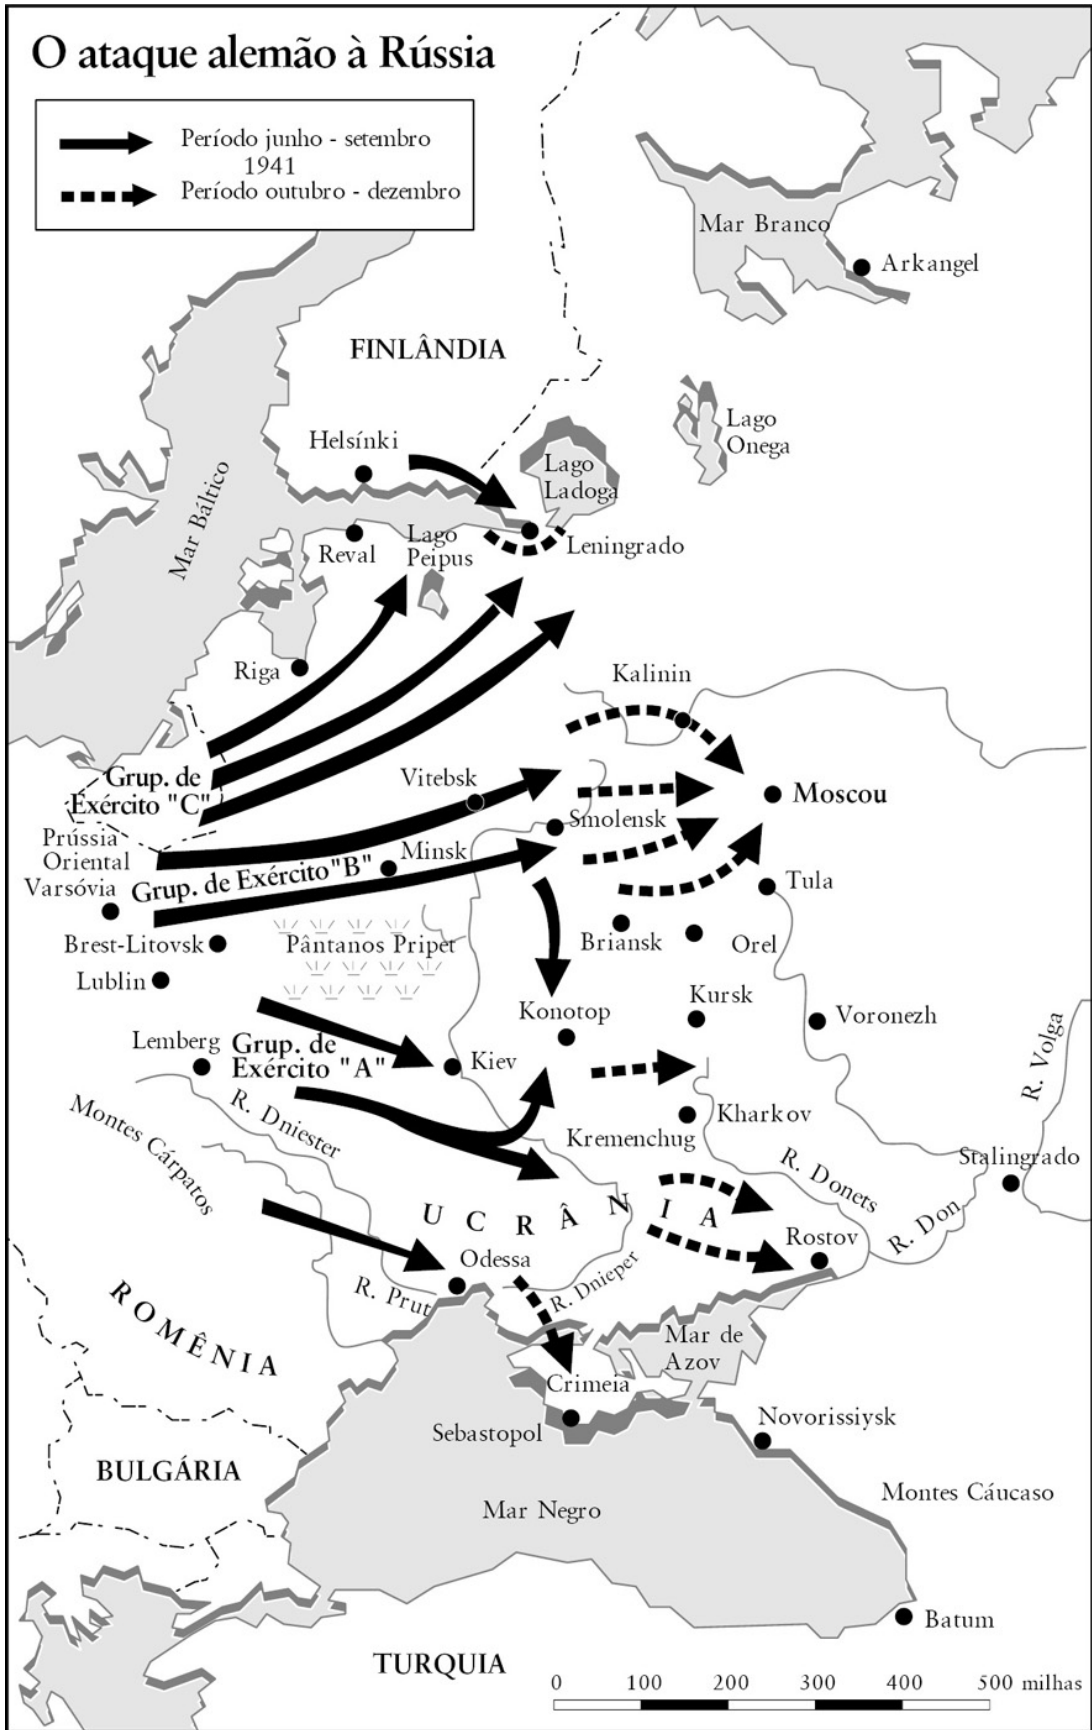 O ataque alemão à Rússia
Período junho - setembro
1941
Período outubro - dezembro
Mar Branco
Arkangel
FINLÂNDIA
Lago
Onega
Helsínki
Lago
Ladoga
Mar Báltico
Reval
Lago
Peipus
Leningrado
Riga
Kalinin
Grup. de
Exército "C"
Vitebsk
Moscou
Smolensk
Prússia
Oriental
Minsk
Varsóvia
Grup. de Exército "B"
Tula
Brest-Litovsk
Pântanos Pripet
Briansk
Orel
Lublin
Kursk
Konotop
Voronezh
Lemberg
Grup. de
Exército "A"
Kiev
R. Volga
R. Dniester
Montes Cárpatos
Kharkov
Kremenchug
R. Donets
Stalingrado
UCRÂNIA
R. Don
Rostov
Odessa
R. Dnieper
R. Prut
ROMÊNIA
Mar de
Azov
Crimeia
Sebastopol
Novorissiysk
BULGÁRIA
Montes Cáucaso
Mar Negro
Batum
TURQUIA
0 100 200 300 400 500 milhas